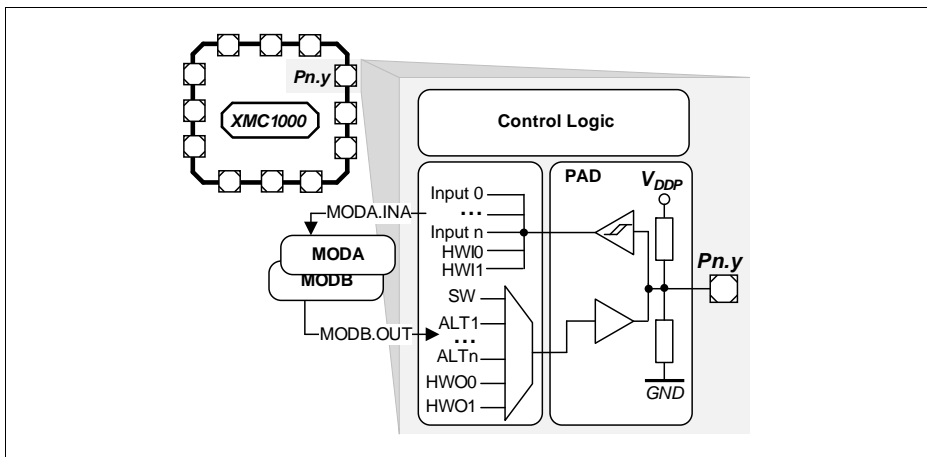 Pn.y
XMC1000
Control Logic
PAD
VDDP
Input 0
...
Input n
HWI0
HWI1
MODA.INA
MODA
MODB
MODB.OUT
SW
ALT1
...
ALTn
HWO0
HWO1
Pn.y
GND